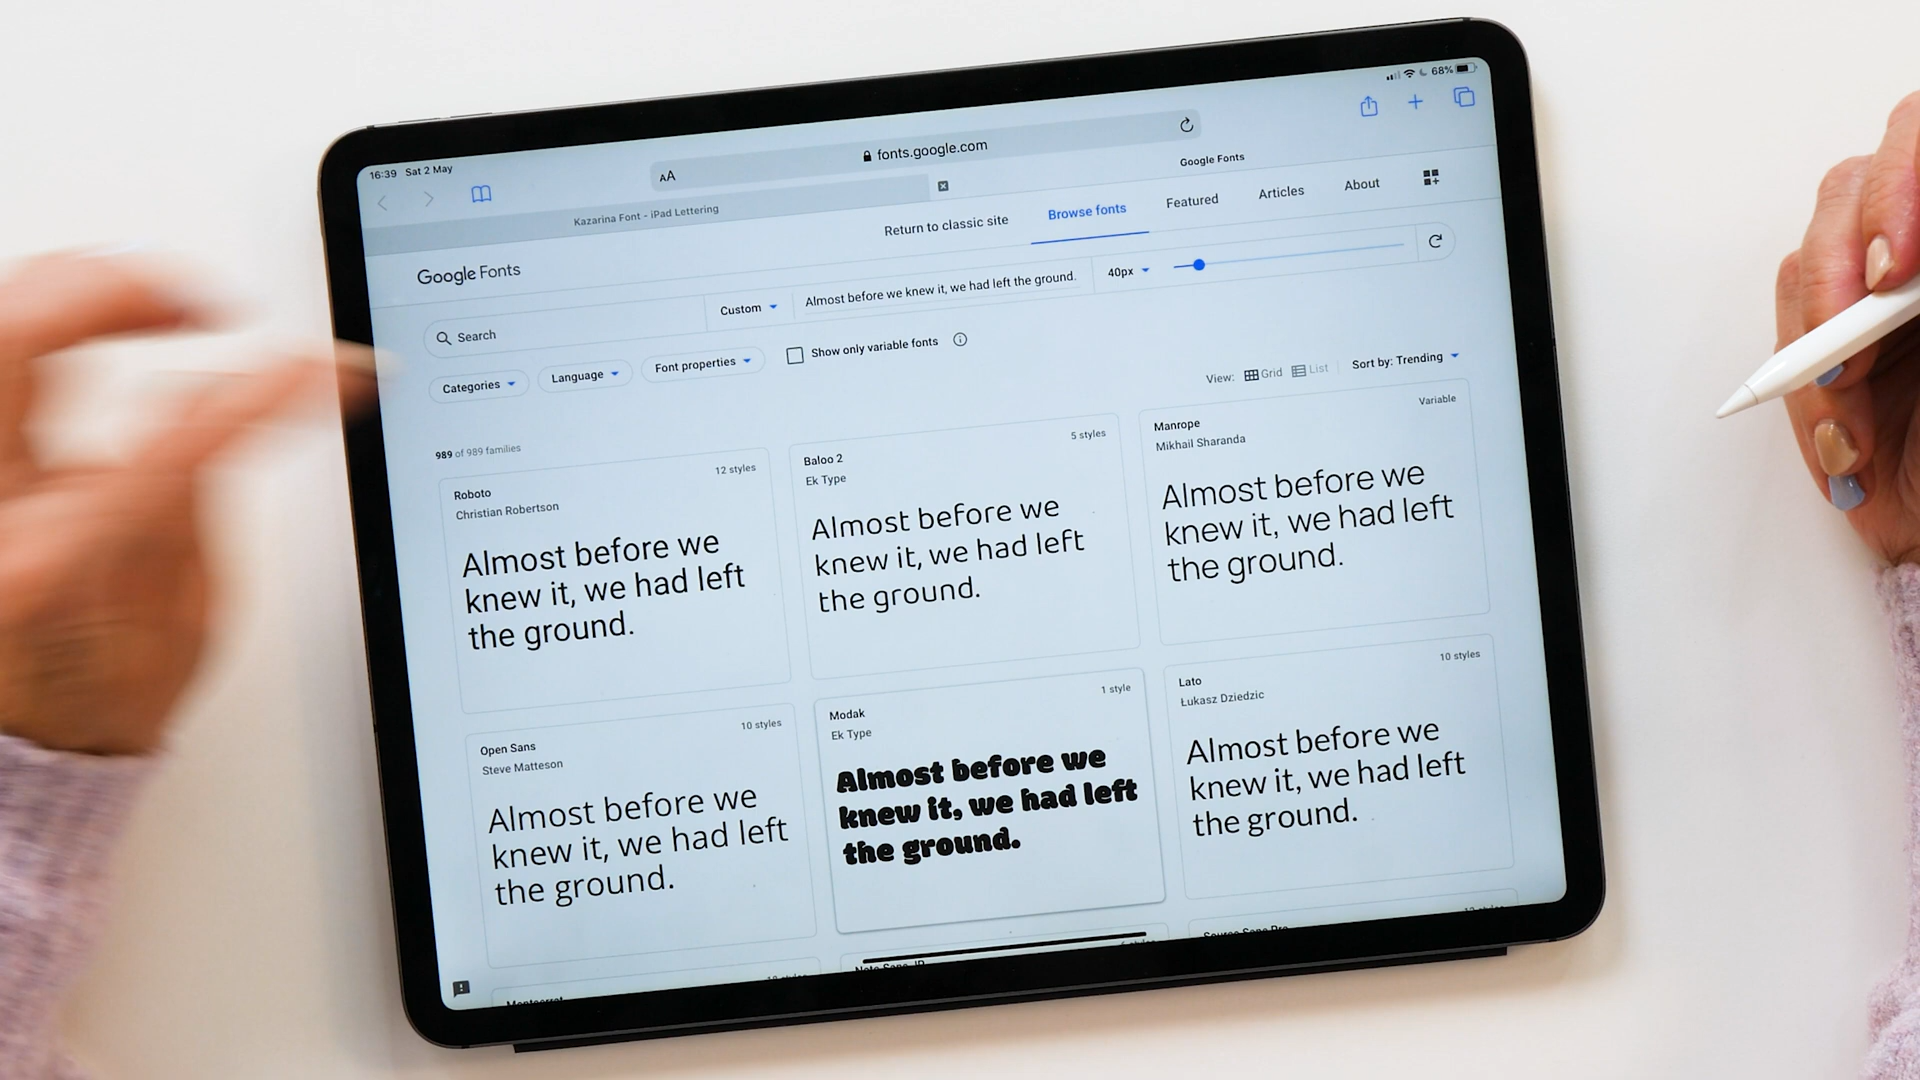 16:39 Sat 2 May
68%
AA
fonts.google.com
Kazarina Font - iPad Lettering
Google Fonts
Google Fonts
Return to classic site
Browse fonts
Featured
Articles
About
Search
Custom
Almost before we knew it, we had left the ground.
40px
Categories
Language
Font properties
Show only variable fonts
989 of 989 families
View:
Grid
List
Sort by: Trending
Roboto
12 styles
Christian Robertson
Almost before we
knew it, we had left
the ground.
Baloo 2
5 styles
Ek Type
Almost before we
knew it, we had left
the ground.
Manrope
Variable
Mikhail Sharanda
Almost before we
knew it, we had left
the ground.
Open Sans
10 styles
Steve Matteson
Almost before we
knew it, we had left
the ground.
Modak
1 style
Ek Type
Almost before we
knew it, we had left
the ground.
Lato
10 styles
Łukasz Dziedzic
Almost before we
knew it, we had left
the ground.
Montserrat
Noto Sans JP
Source Sans Pro